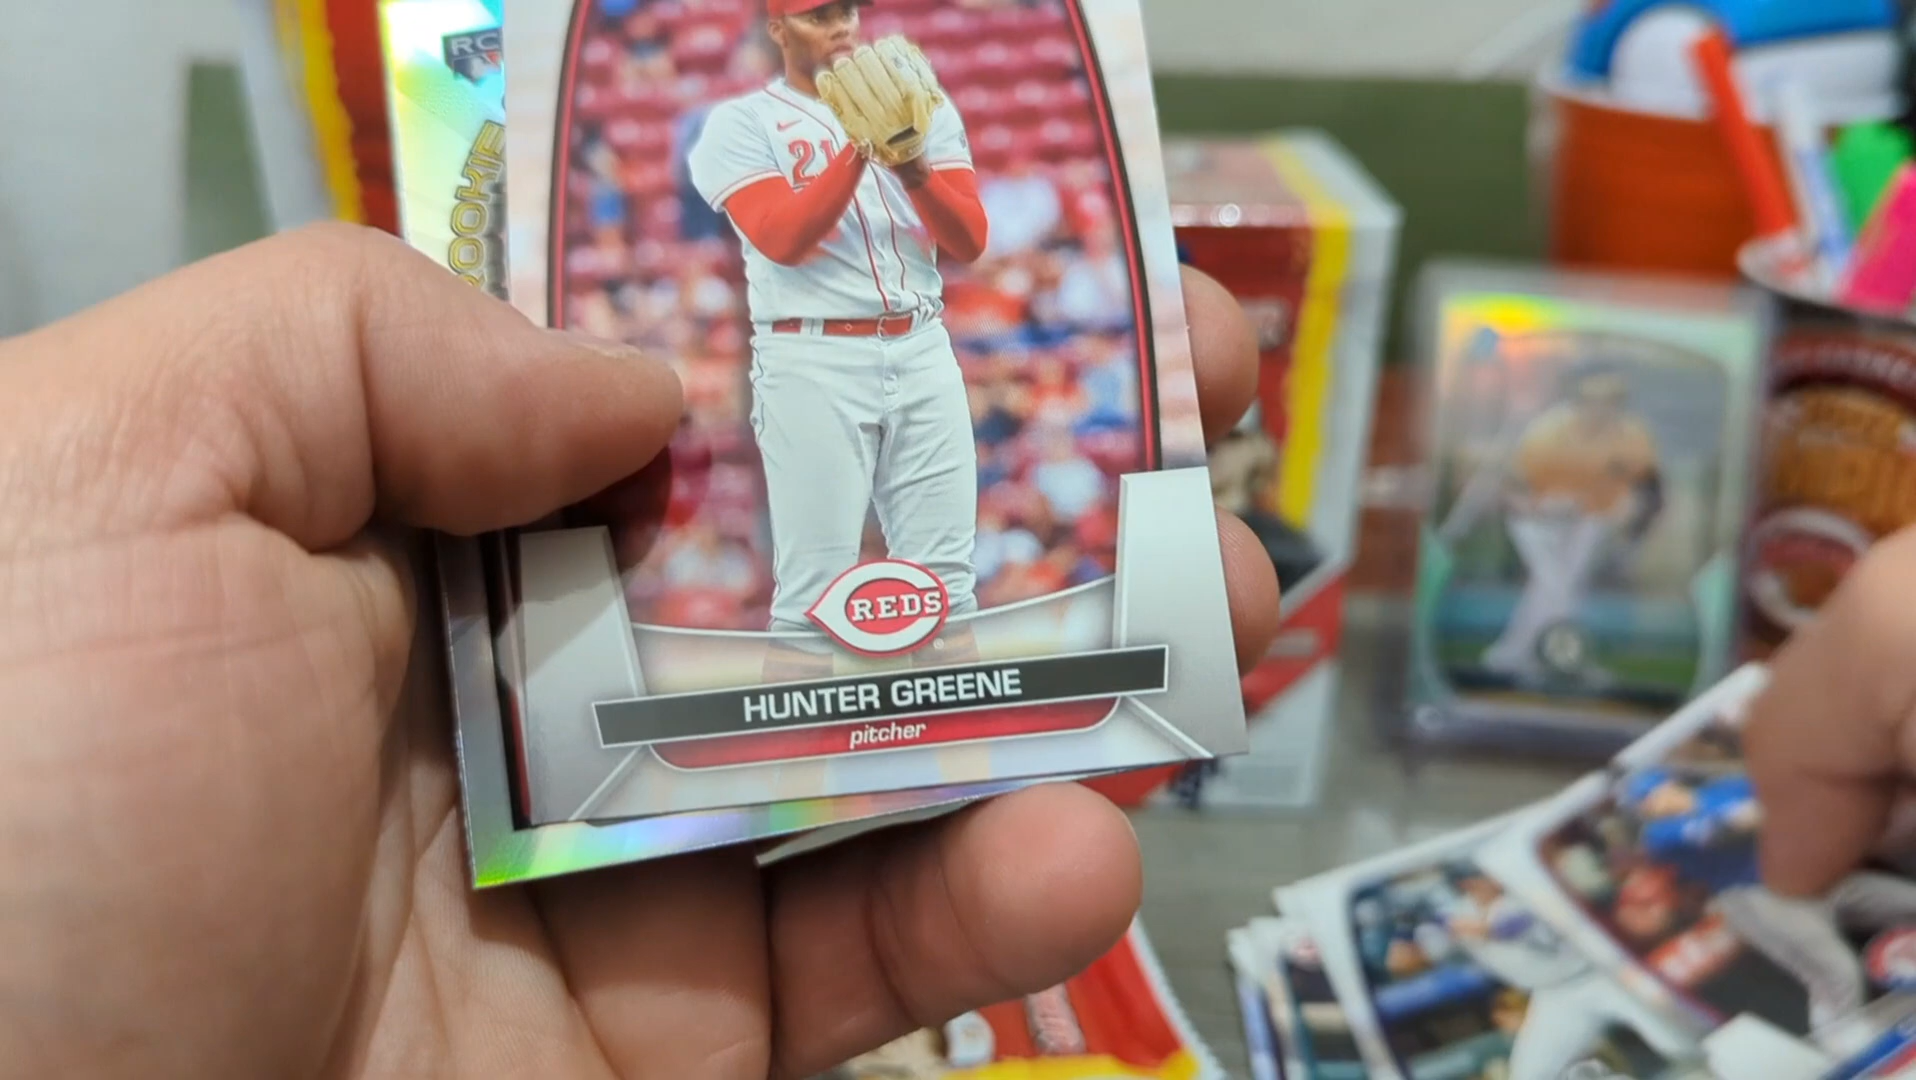 RC
ROOKIE
21
REDS
HUNTER GREENE
pitcher